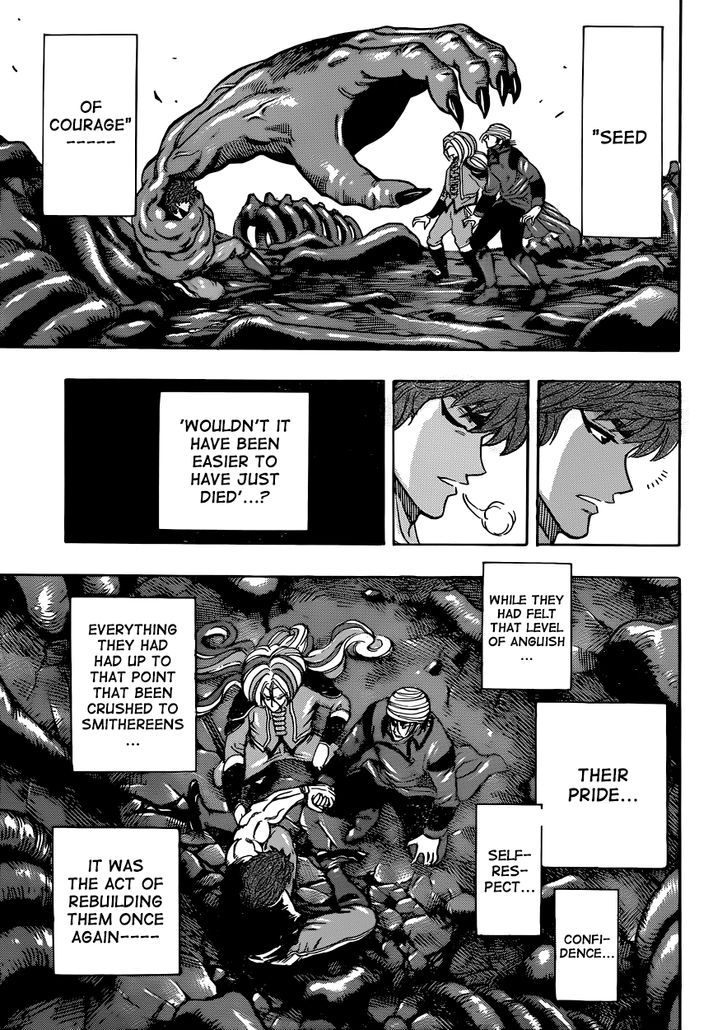 "SEED
OF
COURAGE"
-----
'WOULDN'T IT
HAVE BEEN
EASIER TO
HAVE JUST
DIED'...?
WHILE THEY
HAD FELT
THAT LEVEL
OF ANGUISH
...
THEIR
PRIDE...
SELF-
RES-
PECT...
CONFI-
DENCE...
EVERYTHING
THEY HAD
HAD UP TO
THAT POINT
THAT BEEN
CRUSHED TO
SMITHEREENS
...
IT WAS
THE ACT OF
REBUILDING
THEM ONCE
AGAIN----